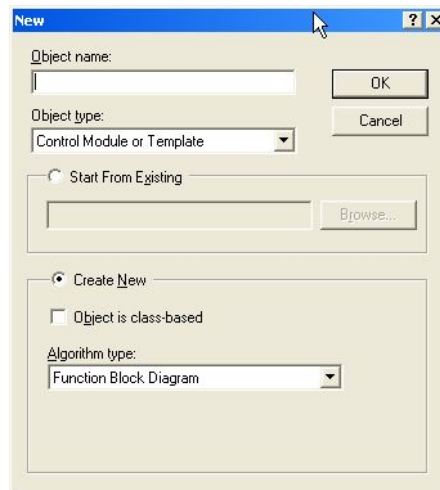 New
Object name:
OK
Object type:
Cancel
Control Module or Template
Start From Existing
Browse...
Create New
Object is class-based
Algorithm type:
Function Block Diagram